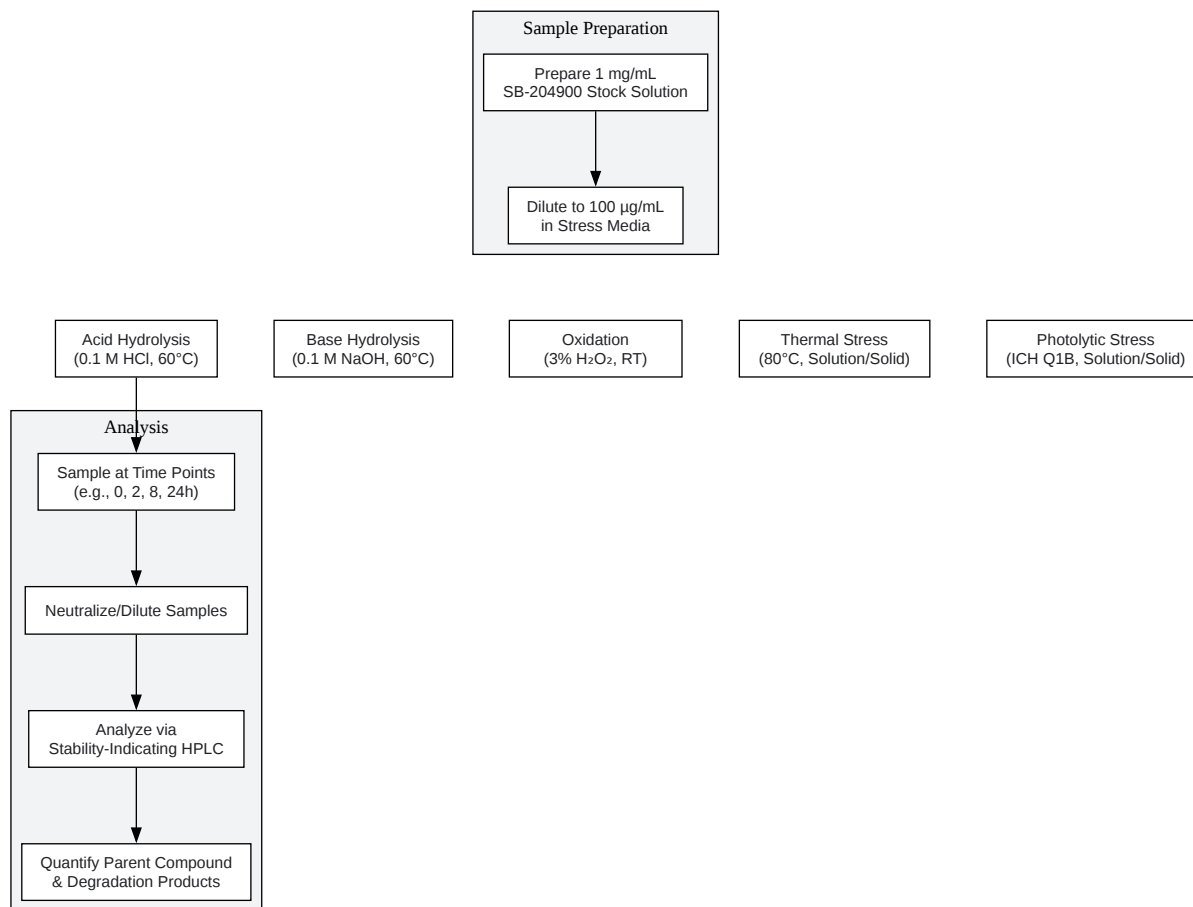 Sample Preparation
Prepare 1 mg/mL
SB-204900 Stock Solution
Dilute to 100 µg/mL
in Stress Media
Acid Hydrolysis
(0.1 M HCl, 60°C)
Base Hydrolysis
(0.1 M NaOH, 60°C)
Oxidation
(3% H₂O₂, RT)
Thermal Stress
(80°C, Solution/Solid)
Photolytic Stress
(ICH Q1B, Solution/Solid)
Analysis
Sample at Time Points
(e.g., 0, 2, 8, 24h)
Neutralize/Dilute Samples
Analyze via
Stability-Indicating HPLC
Quantify Parent Compound
& Degradation Products